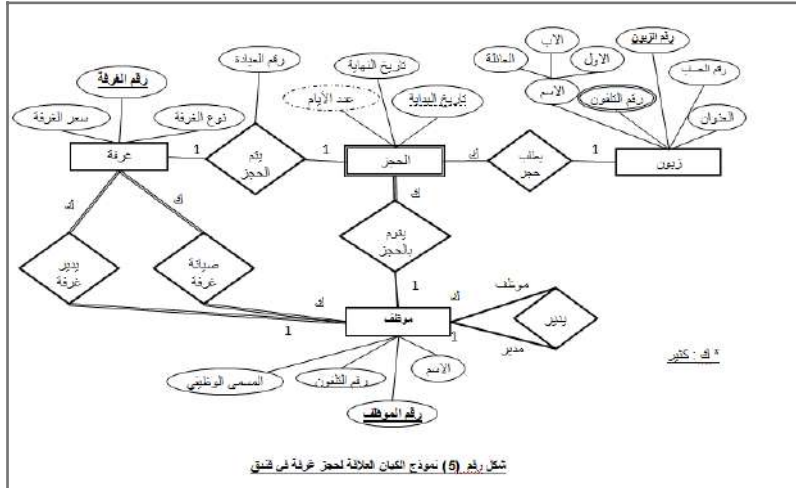 الاب
رقم الزبون
الاول
العائلة
رقم العيادة
تاريخ النهاية
رقم الغرفة
رقم التلفون
الاسم
عدد الأيام
تاريخ البداية
سعر الغرفة
نوع الغرفة
العنوان
غرفة
1
يتم
الحجز
1
الحجز
ك
يطلب
حجز
1
زبون
ك
ك
ك
يقوم
بالحجز
يدير
غرفة
صيانة
غرفة
ك
1
1
موظف
ك
1
موظف
مدير
يدير
* ك : كثير
المسمى الوظيفي
رقم التلفون
الاسم
رقم الموظف
شكل رقم (5) نموذج الكيان العلاقة لحجز غرفة في فندق